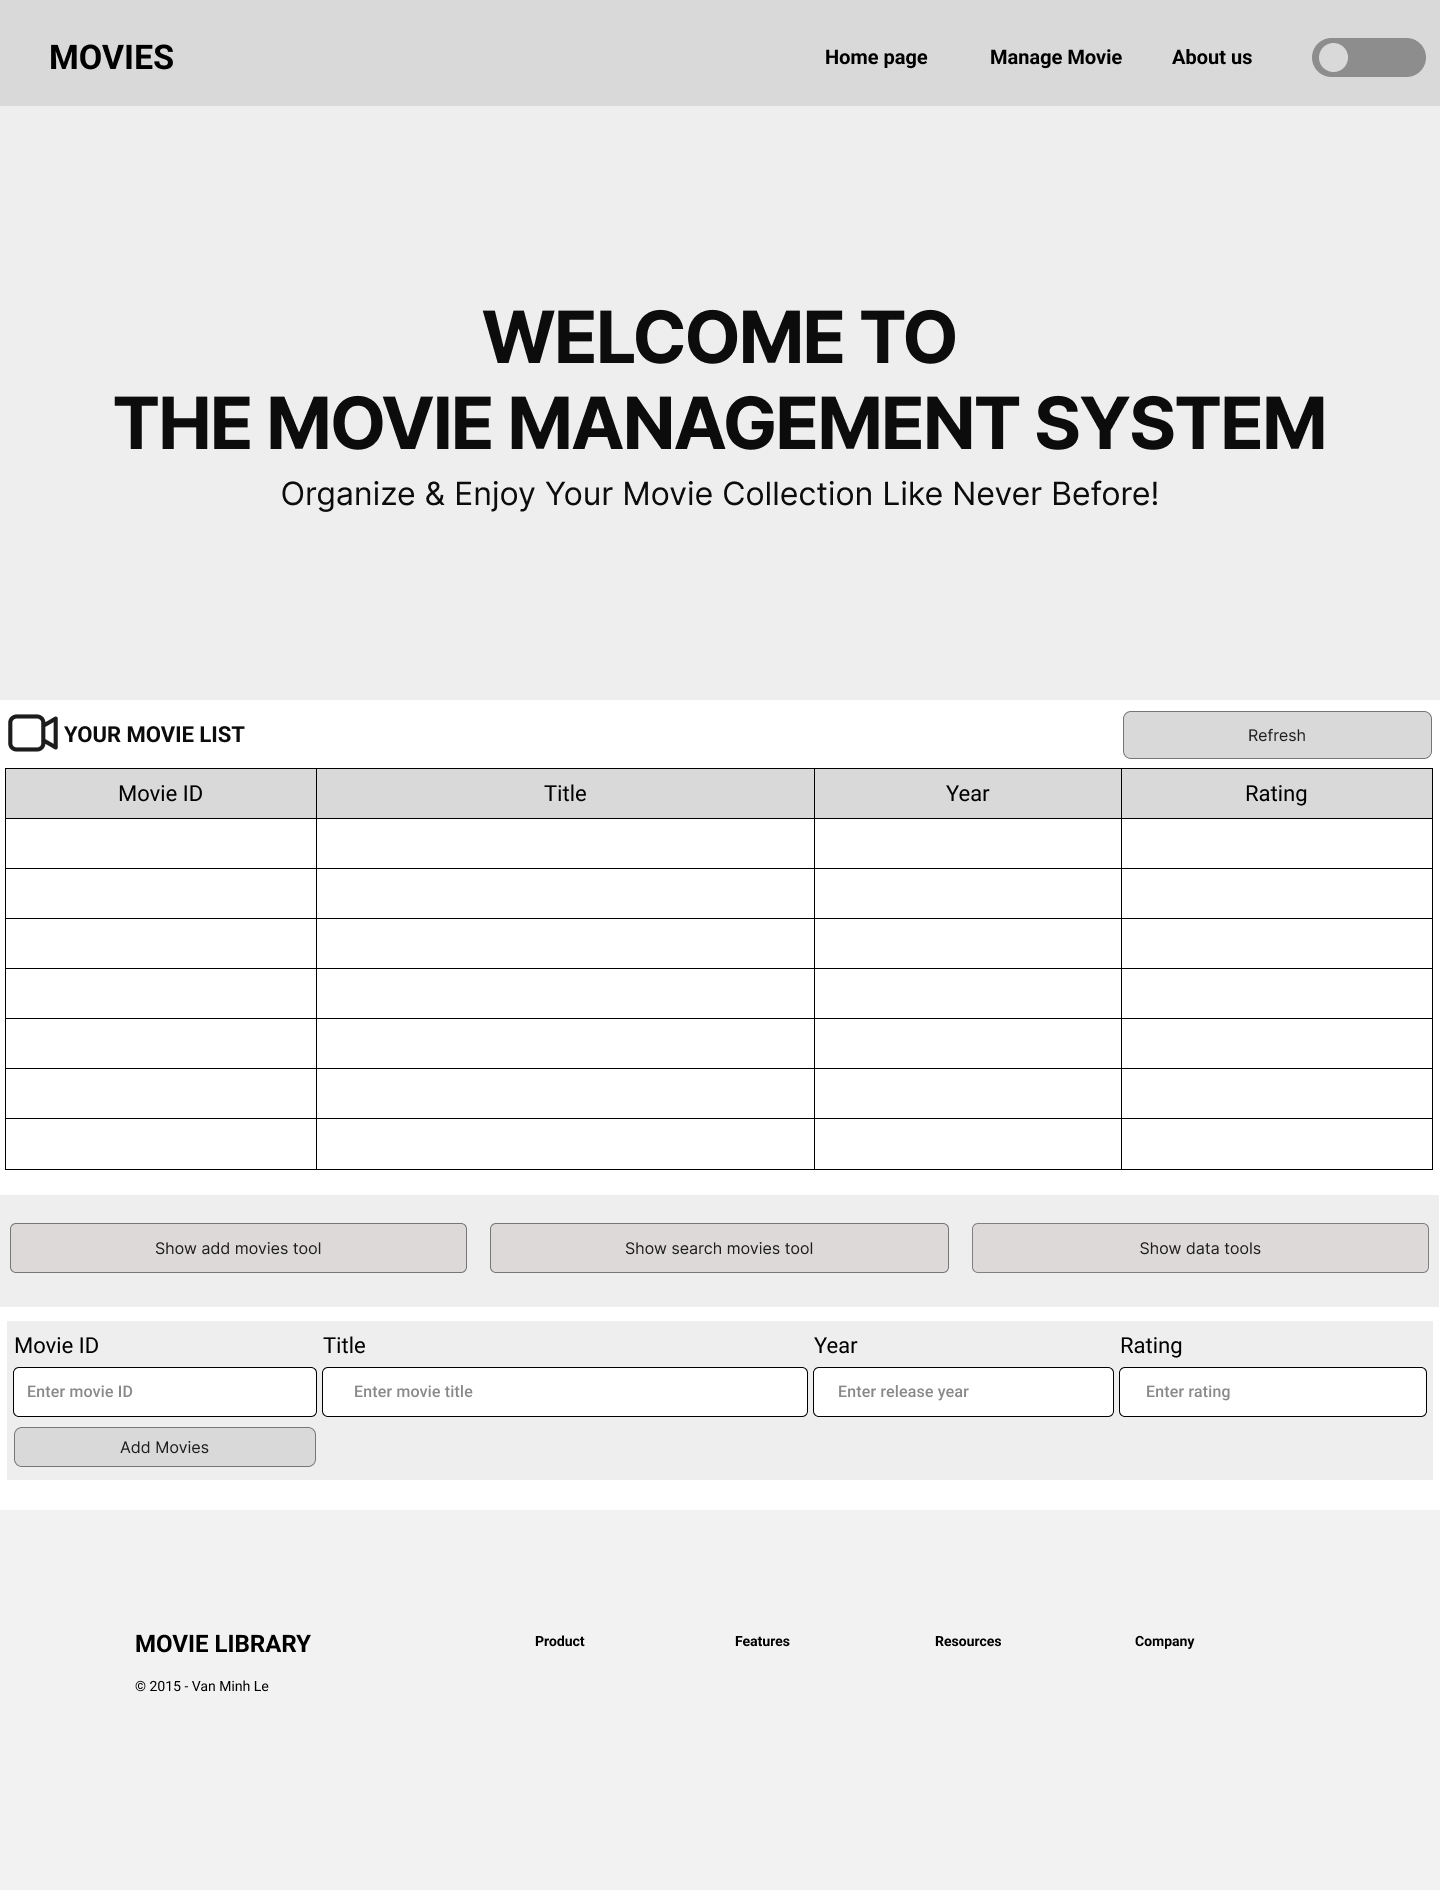 MOVIES
Home page
Manage Movie
About us
WELCOME TO
THE MOVIE MANAGEMENT SYSTEM
Organize & Enjoy Your Movie Collection Like Never Before!
YOUR MOVIE LIST
Refresh
Movie ID
Title
Year
Rating
Show add movies tool
Show search movies tool
Show data tools
Movie ID
Title
Year
Rating
Enter movie ID
Enter movie title
Enter release year
Enter rating
Add Movies
MOVIE LIBRARY
Product
Features
Resources
Company
© 2015 - Van Minh Le